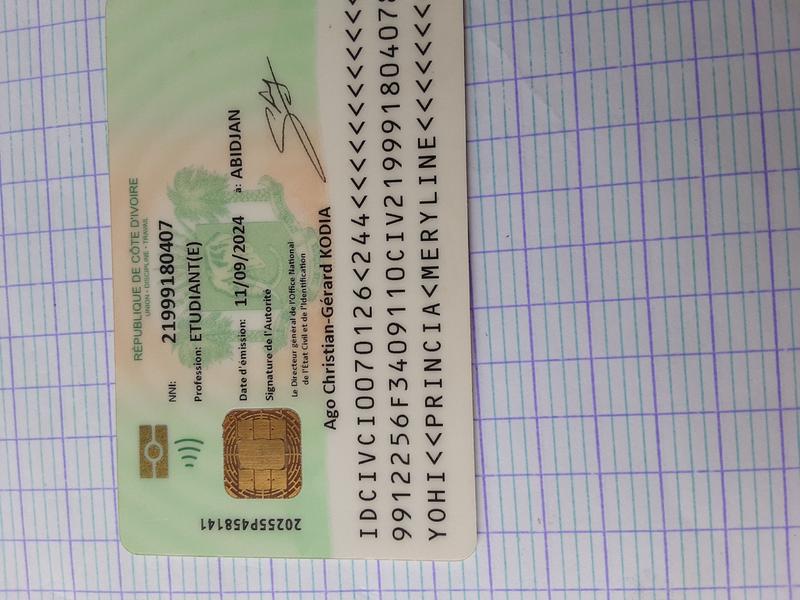 RÉPUBLIQUE DE CÔTE D'IVOIRE
UNION - DISCIPLINE - TRAVAIL
NNI: 21999180407
Profession: ETUDIANT(E)
Date d'émission: 11/09/2024 à: ABIDJAN
Signature de l'Autorité
Le Directeur général de l'Office National
de l'État Civil et de l'Identification
Ago Christian-Gérard KODIA
20255P458141
IDCIVCI0070126<244<<<<<<<<<<<
9912256F3409110CIV21999180407
YOHI<<PRINCIA<MERYLINE<<<<<<<